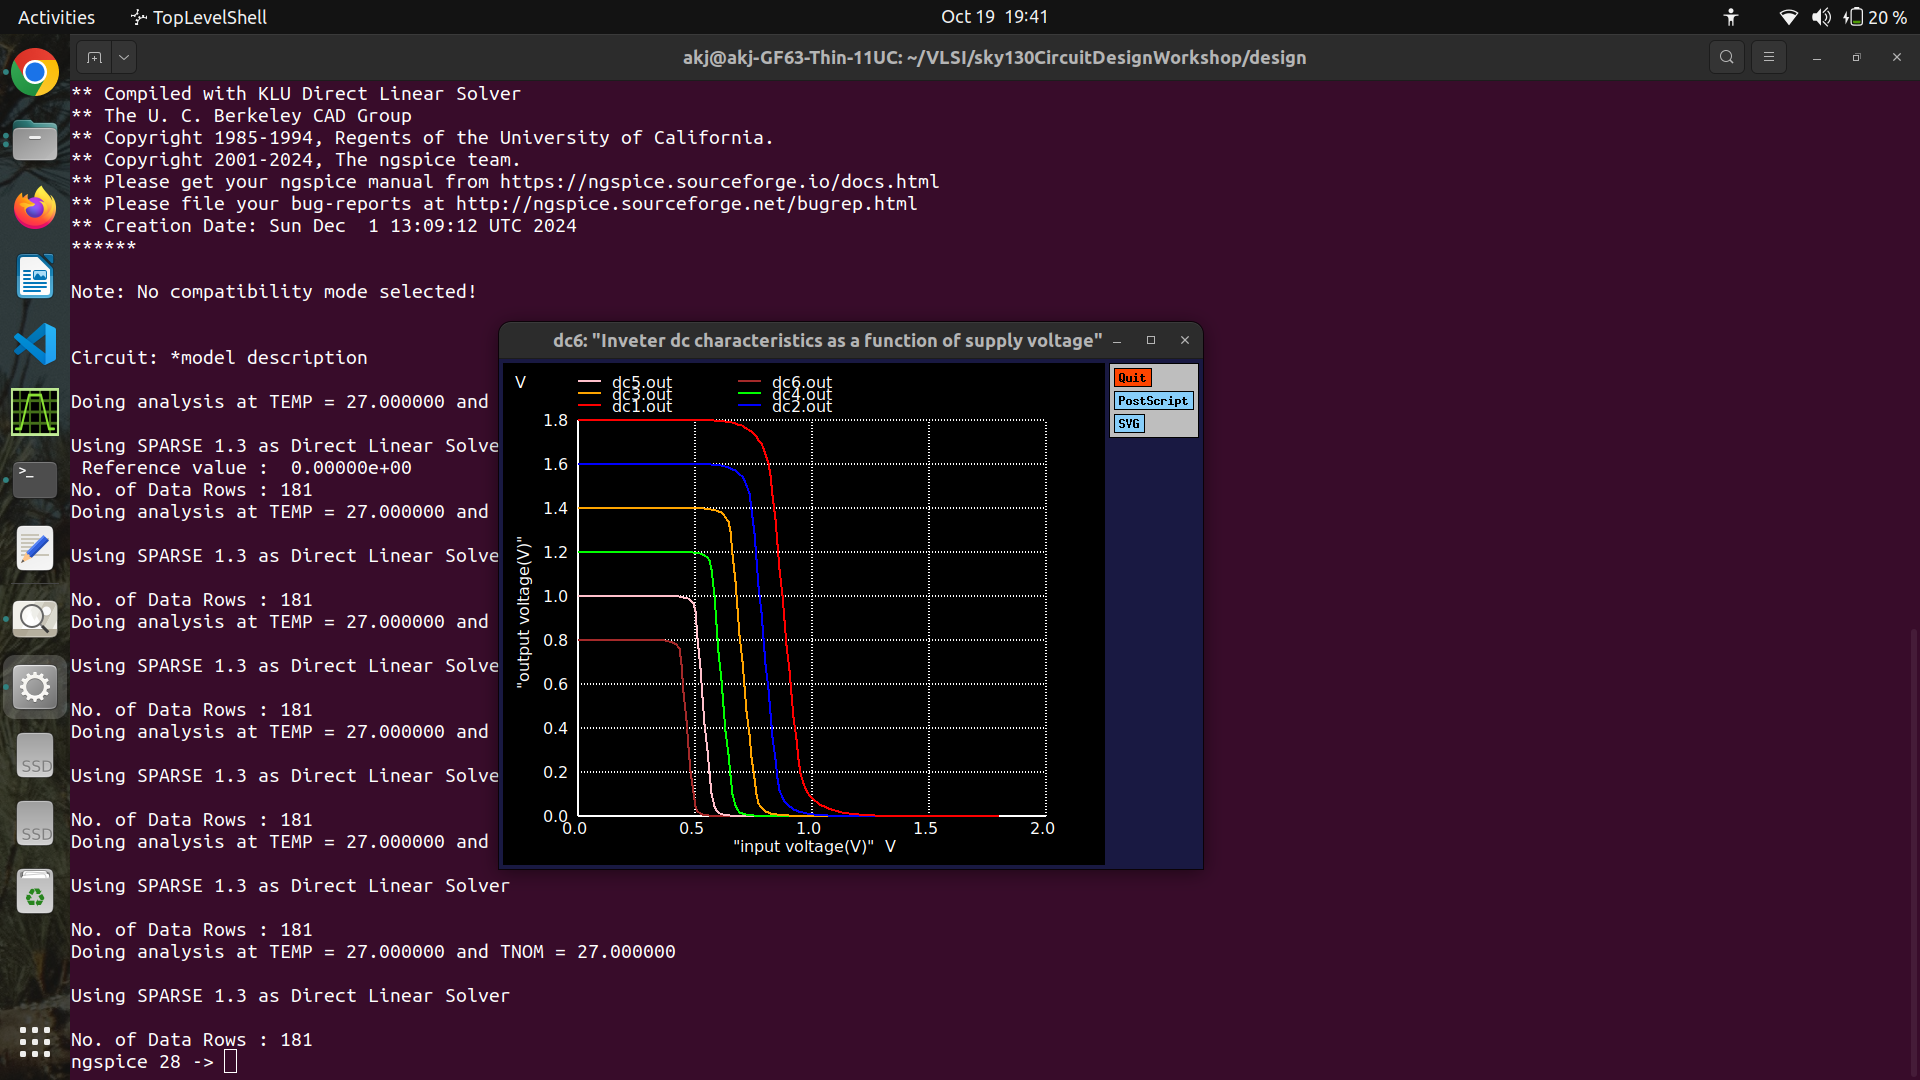 Activities
TopLevelShell
Oct 19 19:41
20 %
akj@akj-GF63-Thin-11UC: ~/VLSI/sky130CircuitDesignWorkshop/design
** Compiled with KLU Direct Linear Solver
** The U. C. Berkeley CAD Group
** Copyright 1985-1994, Regents of the University of California.
** Copyright 2001-2024, The ngspice team.
** Please get your ngspice manual from https://ngspice.sourceforge.io/docs.html
** Please file your bug-reports at http://ngspice.sourceforge.net/bugrep.html
** Creation Date: Sun Dec  1 13:09:12 UTC 2024
******
Note: No compatibility mode selected!
Circuit: *model description
Doing analysis at TEMP = 27.000000 and
Using SPARSE 1.3 as Direct Linear Solve
Reference value :  0.00000e+00
No. of Data Rows : 181
Doing analysis at TEMP = 27.000000 and
Using SPARSE 1.3 as Direct Linear Solve
No. of Data Rows : 181
Doing analysis at TEMP = 27.000000 and
Using SPARSE 1.3 as Direct Linear Solve
No. of Data Rows : 181
Doing analysis at TEMP = 27.000000 and
Using SPARSE 1.3 as Direct Linear Solve
No. of Data Rows : 181
Doing analysis at TEMP = 27.000000 and
Using SPARSE 1.3 as Direct Linear Solver
No. of Data Rows : 181
Doing analysis at TEMP = 27.000000 and TNOM = 27.000000
Using SPARSE 1.3 as Direct Linear Solver
No. of Data Rows : 181
ngspice 28 ->
dc6: "Inveter dc characteristics as a function of supply voltage"
V
dc5.out
dc6.out
dc3.out
dc4.out
dc1.out
dc2.out
Quit
PostScript
SVG
1.8
1.6
1.4
1.2
1.0
0.8
0.6
0.4
0.2
0.0
"output voltage(V)"
0.0
0.5
1.0
1.5
2.0
"input voltage(V)" V
SSD
SSD